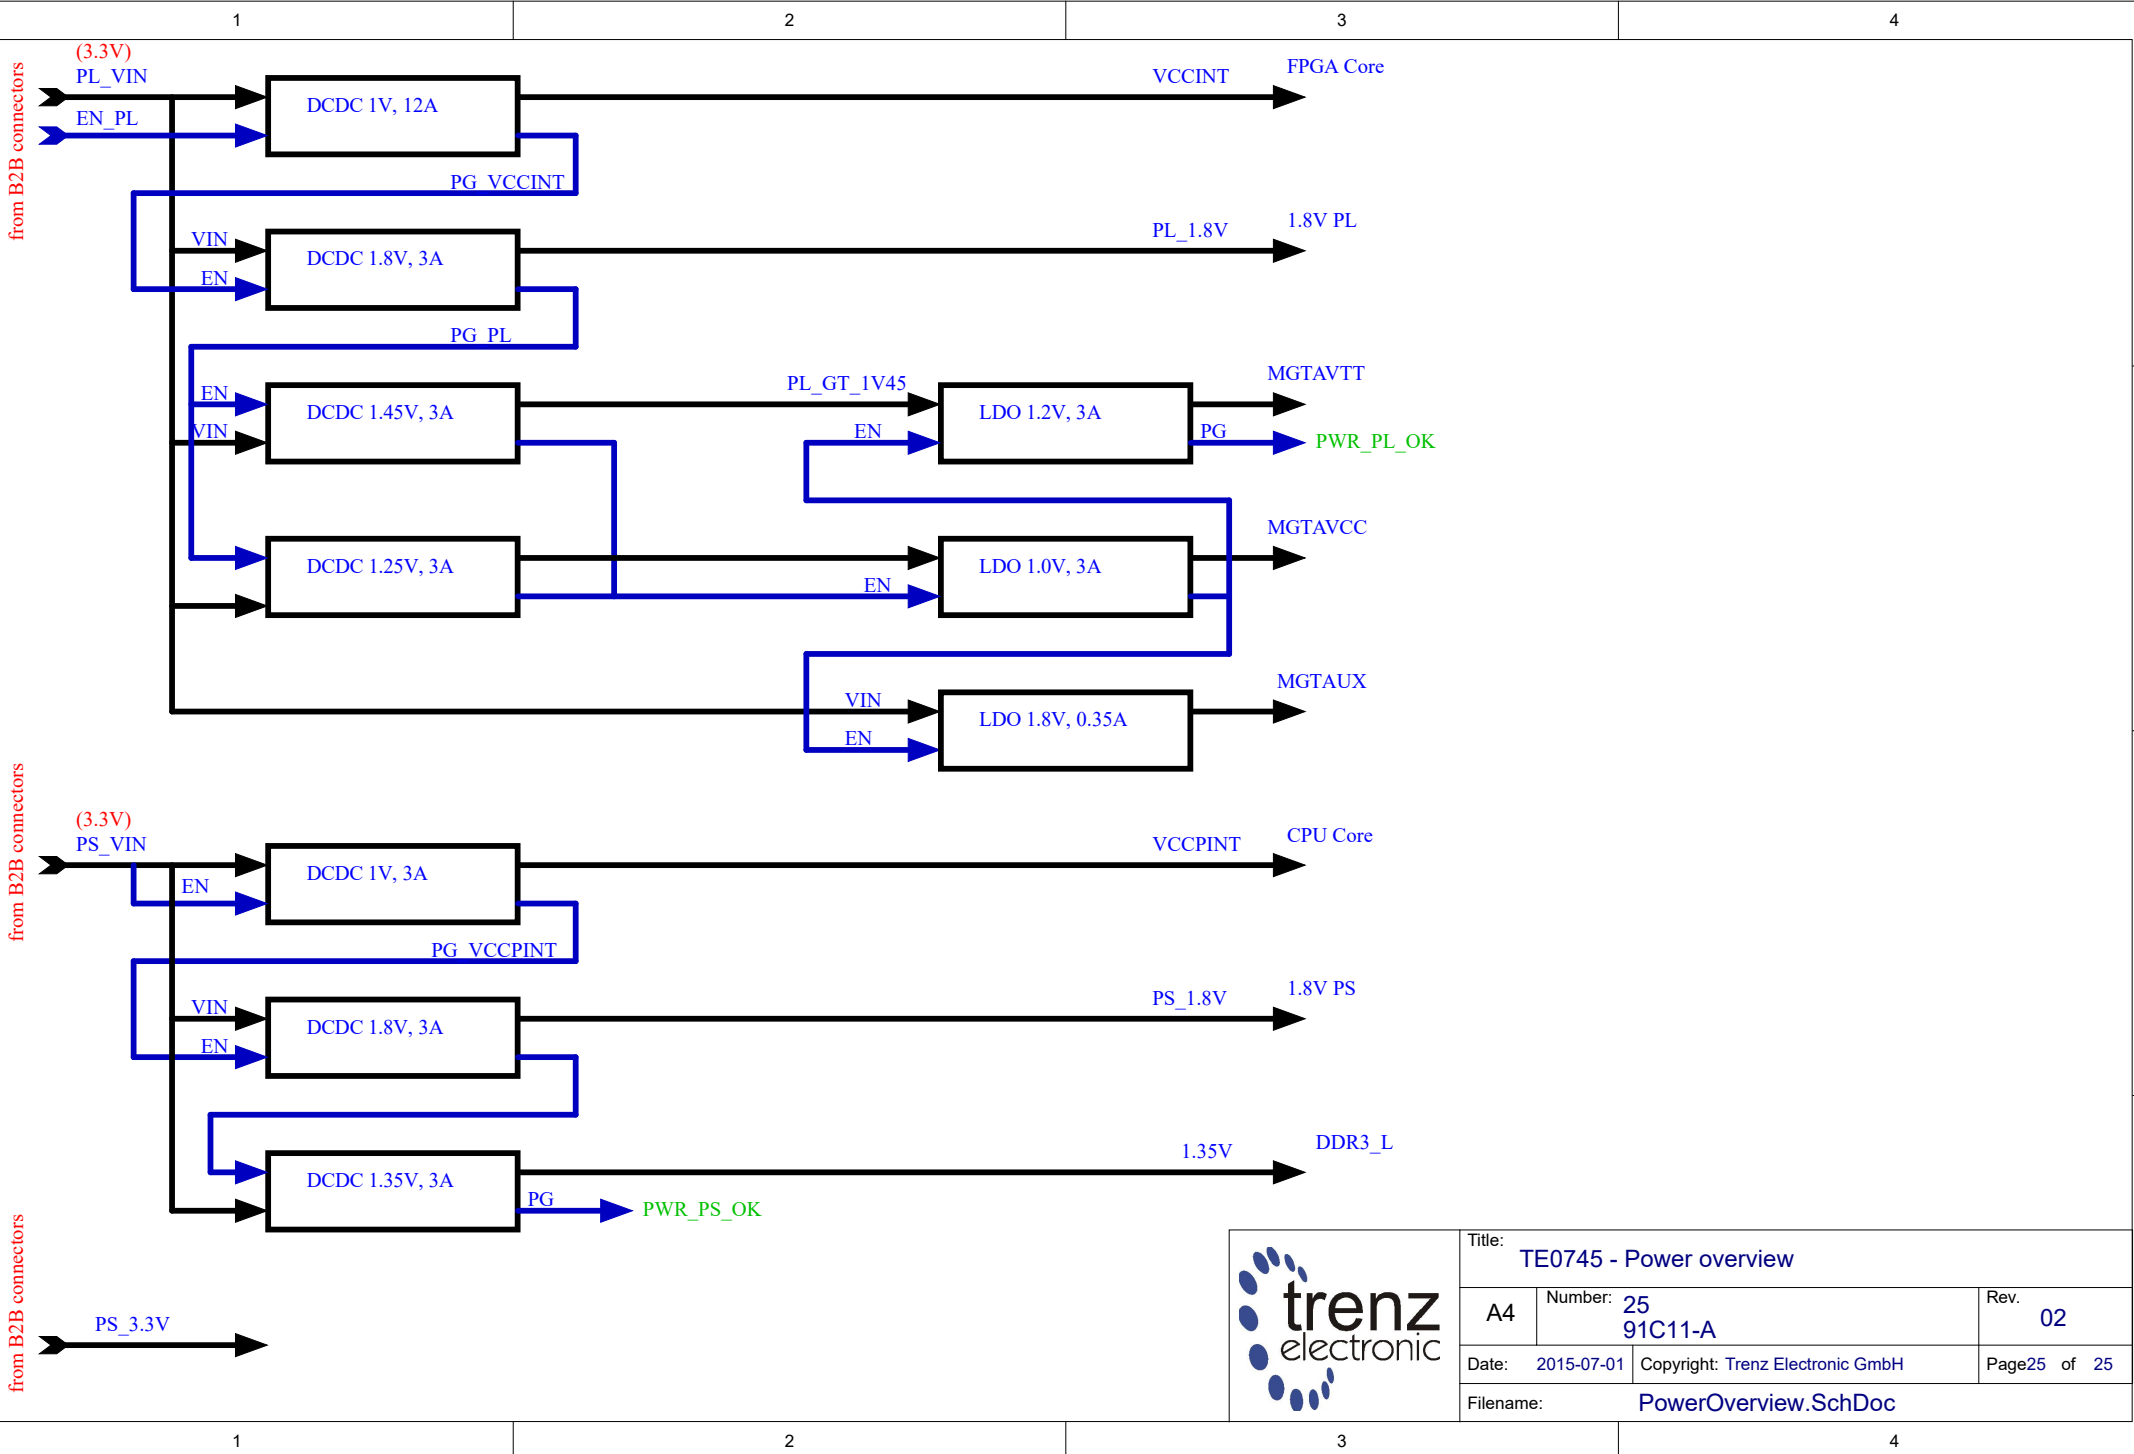 1 2 3 4
(3.3V)
PL_VIN
EN_PL
from B2B connectors
DCDC 1V, 12A
VCCINT
FPGA Core
PG_VCCINT
VIN
EN
DCDC 1.8V, 3A
PL_1.8V
1.8V PL
PG_PL
EN
VIN
DCDC 1.45V, 3A
PL_GT_1V45
EN
LDO 1.2V, 3A
MGTAVTT
PG
PWR_PL_OK
DCDC 1.25V, 3A
EN
LDO 1.0V, 3A
MGTAVCC
VIN
EN
LDO 1.8V, 0.35A
MGTAUX
from B2B connectors
(3.3V)
PS_VIN
EN
DCDC 1V, 3A
VCCPINT
CPU Core
PG_VCCPINT
VIN
EN
DCDC 1.8V, 3A
PS_1.8V
1.8V PS
DCDC 1.35V, 3A
1.35V
DDR3_L
PG
PWR_PS_OK
from B2B connectors
PS_3.3V
trenz
electronic
Title:
TE0745 - Power overview
A4
Number: 25
91C11-A
Rev.
02
Date: 2015-07-01
Copyright: Trenz Electronic GmbH
Page25 of 25
Filename: PowerOverview.SchDoc
1 2 3 4